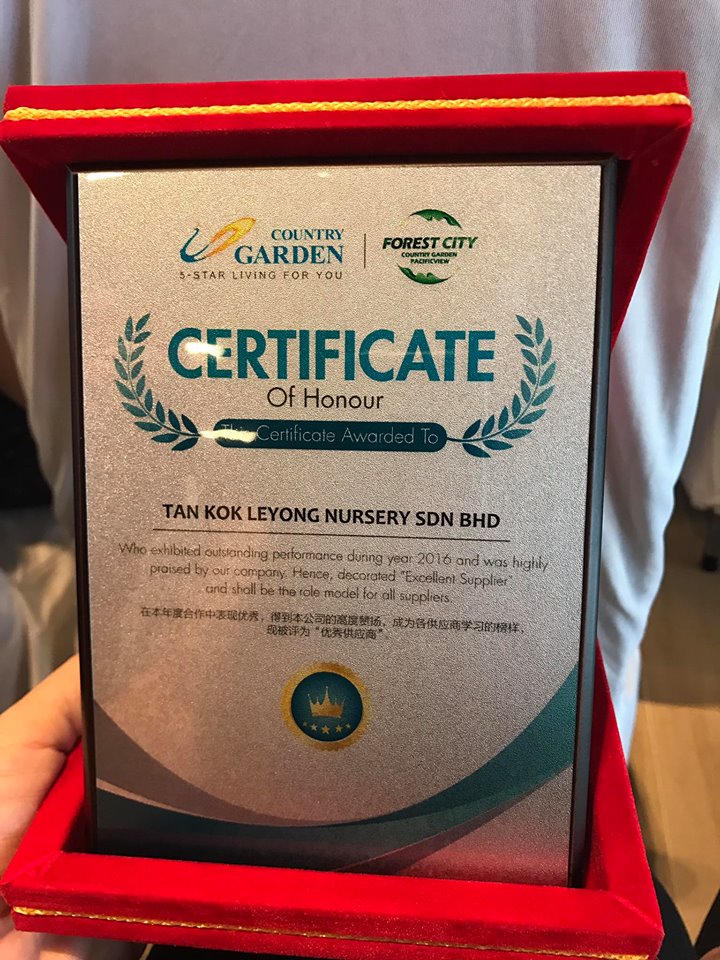 COUNTRY
GARDEN
5-STAR LIVING FOR YOU
FOREST CITY
COUNTRY GARDEN
PACIFICVIEW
CERTIFICATE
Of Honour
This Certificate Awarded To
TAN KOK LEYONG NURSERY SDN BHD
Who exhibited outstanding performance during year 2016 and was highly
praised by our company. Hence, decorated "Excellent Supplier"
and shall be the role model for all suppliers.
在本年度合作中表现优秀，得到本公司的高度赞扬，成为各供应商学习的榜样，
现被评为“优秀供应商”.